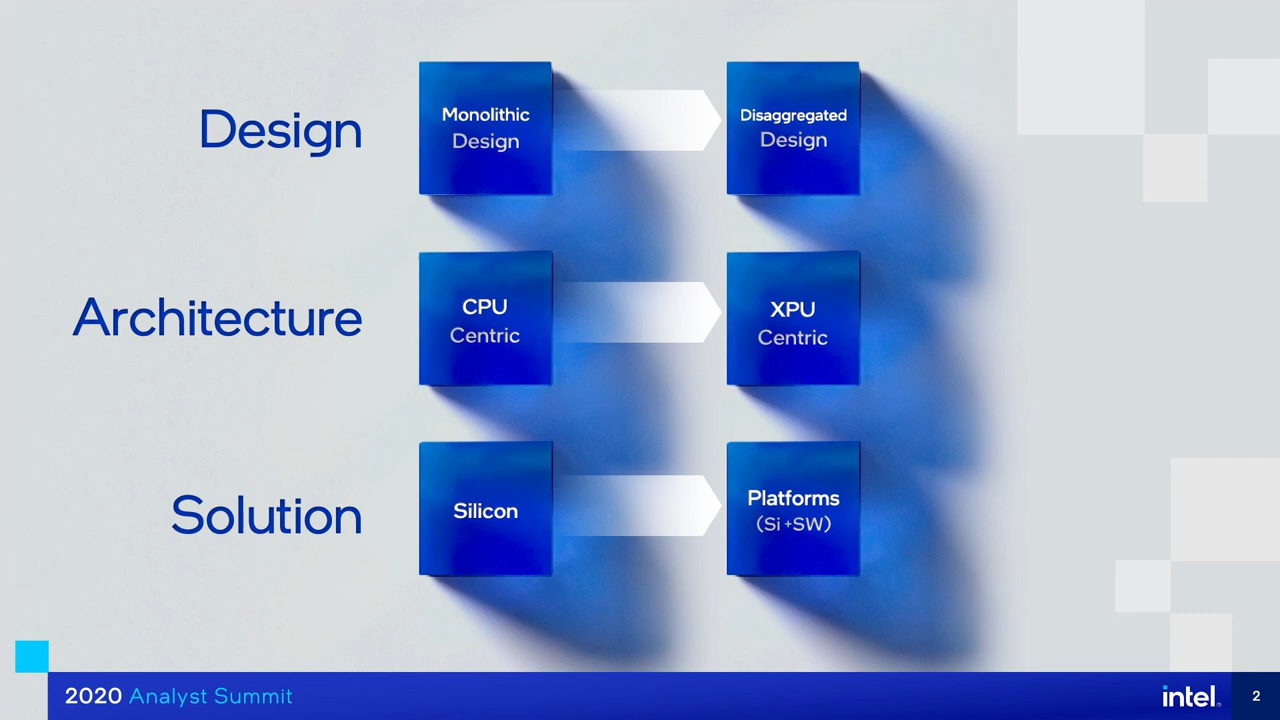 Design
Monolithic
Design
Disaggregated
Design
Architecture
CPU
Centric
XPU
Centric
Solution
Silicon
Platforms
(Si +SW)
2020 Analyst Summit
intel.
2